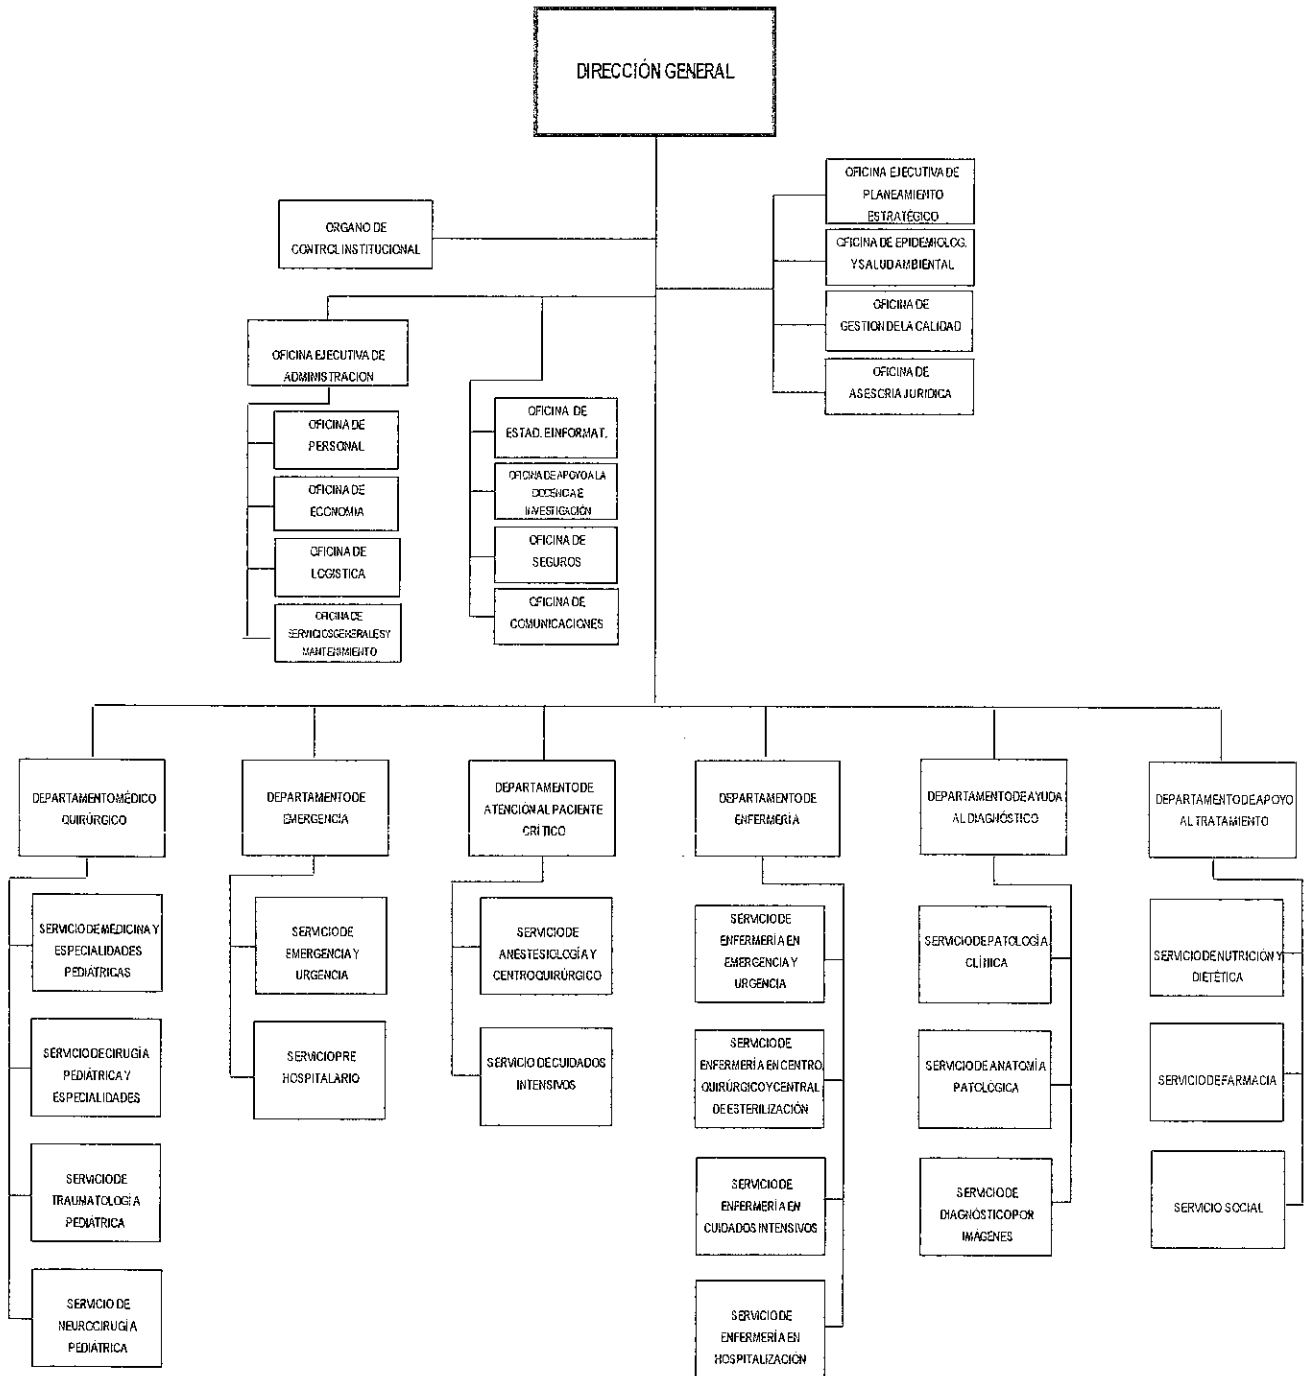 DIRECCIÓN GENERAL
ORGANO DE
CONTROL INSTITUCIONAL
OFICINA EJECUTIVA DE
PLANEAMIENTO
ESTRATÉGICO
OFICINA DE EPIDEMIOLOG.
Y SALUD AMBIENTAL
OFICINA DE
GESTION DE LA CALIDAD
OFICINA DE
ASESORIA JURIDICA
OFICINA EJECUTIVA DE
ADMINISTRACION
OFICINA DE
PERSONAL
OFICINA DE
ECONOMIA
OFICINA DE
LOGISTICA
OFICINA DE
SERVICIOS GENERALES Y
MANTENIMIENTO
OFICINA DE
ESTAD. E INFORMAT.
OFICINA DE APOYO A LA
DOCENCIA E
INVESTIGACIÓN
OFICINA DE
SEGUROS
OFICINA DE
COMUNICACIONES
DEPARTAMENTO MÉDICO
QUIRÚRGICO
SERVICIO DE MÉDICINA Y
ESPECIALIDADES
PEDIÁTRICAS
SERVICIO DE CIRUGÍA
PEDIÁTRICA Y
ESPECIALIDADES
SERVICIO DE
TRAUMATOLOGÍA
PEDIÁTRICA
SERVICIO DE
NEUROCIRUGÍA
PEDIÁTRICA
DEPARTAMENTO DE
EMERGENCIA
SERVICIO DE
EMERGENCIA Y
URGENCIA
SERVICIO PRE
HOSPITALARIO
DEPARTAMENTO DE
ATENCIÓN AL PACIENTE
CRÍTICO
SERVICIO DE
ANÉSTESIOLOGÍA Y
CENTRO QUIRÚRGICO
SERVICIO DE CUIDADOS
INTENSIVOS
DEPARTAMENTO DE
ENFERMERÍA
SERVICIO DE
ENFERMERÍA EN
EMERGENCIA Y
URGENCIA
SERVICIO DE
ENFERMERÍA EN CENTRO
QUIRÚRGICO Y CENTRAL
DE ESTERILIZACIÓN
SERVICIO DE
ENFERMERÍA EN
CUIDADOS INTENSIVOS
SERVICIO DE
ENFERMERÍA EN
HOSPITALIZACIÓN
DEPARTAMENTO DE AYUDA
AL DIAGNÓSTICO
SERVICIO DE PATOLOGÍA
CLÍNICA
SERVICIO DE ANATOMÍA
PATOLÓGICA
SERVICIO DE
DIAGNÓSTICO POR
IMÁGENES
DEPARTAMENTO DE APOYO
AL TRATAMIENTO
SERVICIO DE NUTRICIÓN Y
DIETÉTICA
SERVICIO DE FARMACIA
SERVICIO SOCIAL